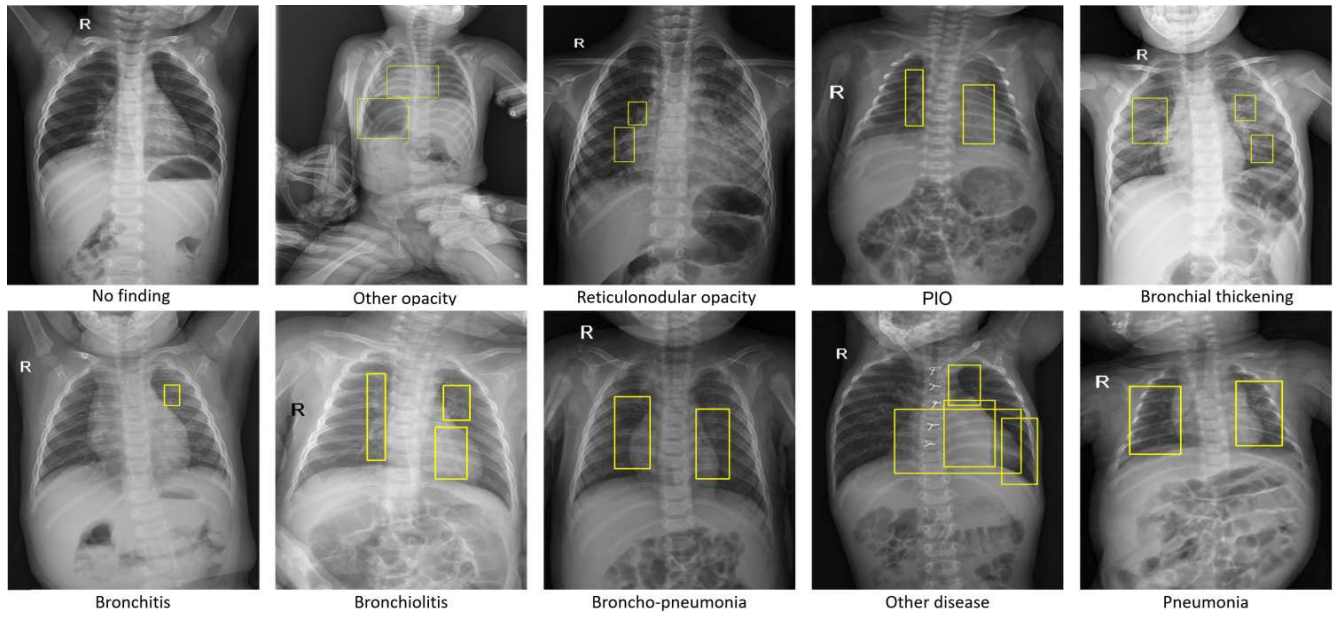 R
No finding
Other opacity
R
Reticulonodular opacity
R
PIO
R
Bronchial thickening
R
Bronchitis
R
Bronchiolitis
R
Broncho-pneumonia
R
Other disease
R
Pneumonia